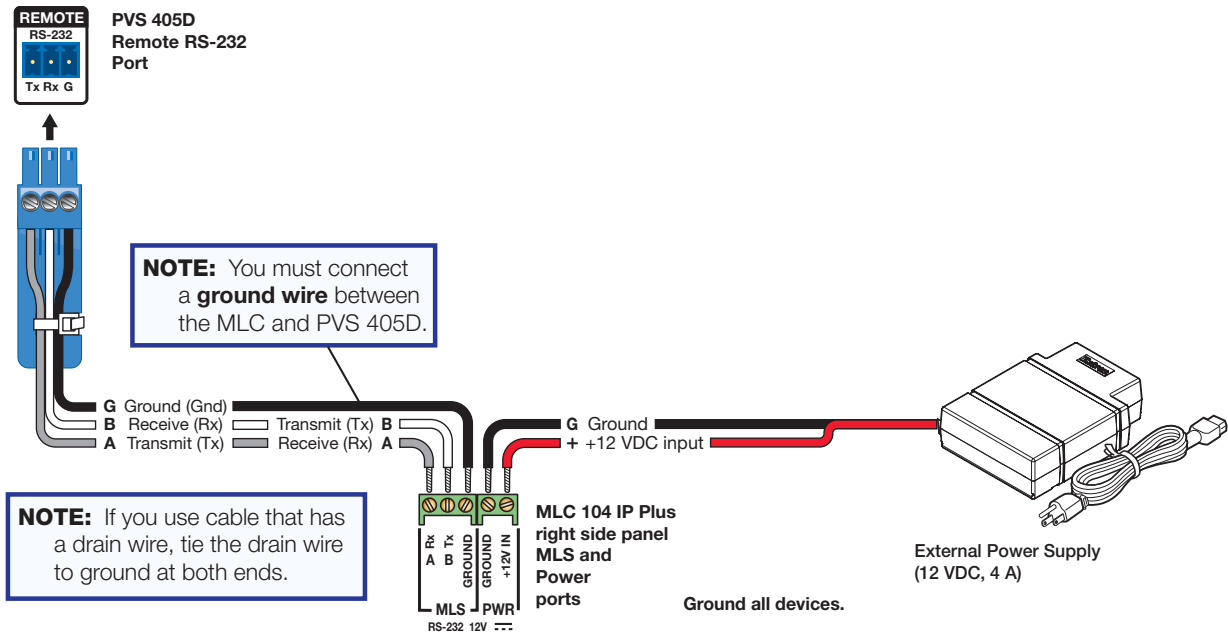 REMOTE
RS-232
Tx Rx G
PVS 405D
Remote RS-232
Port
NOTE: You must connect
a ground wire between
the MLC and PVS 405D.
G Ground (Gnd)
B Receive (Rx) Transmit (Tx) B
A Transmit (Tx) Receive (Rx) A
G Ground
+ +12 VDC input
NOTE: If you use cable that has
a drain wire, tie the drain wire
to ground at both ends.
Rx Tx GROUND GROUND +12V IN
A B
MLS PWR
RS-232 12V
MLC 104 IP Plus
right side panel
MLS and
Power
ports
Ground all devices.
Extron
External Power Supply
(12 VDC, 4 A)